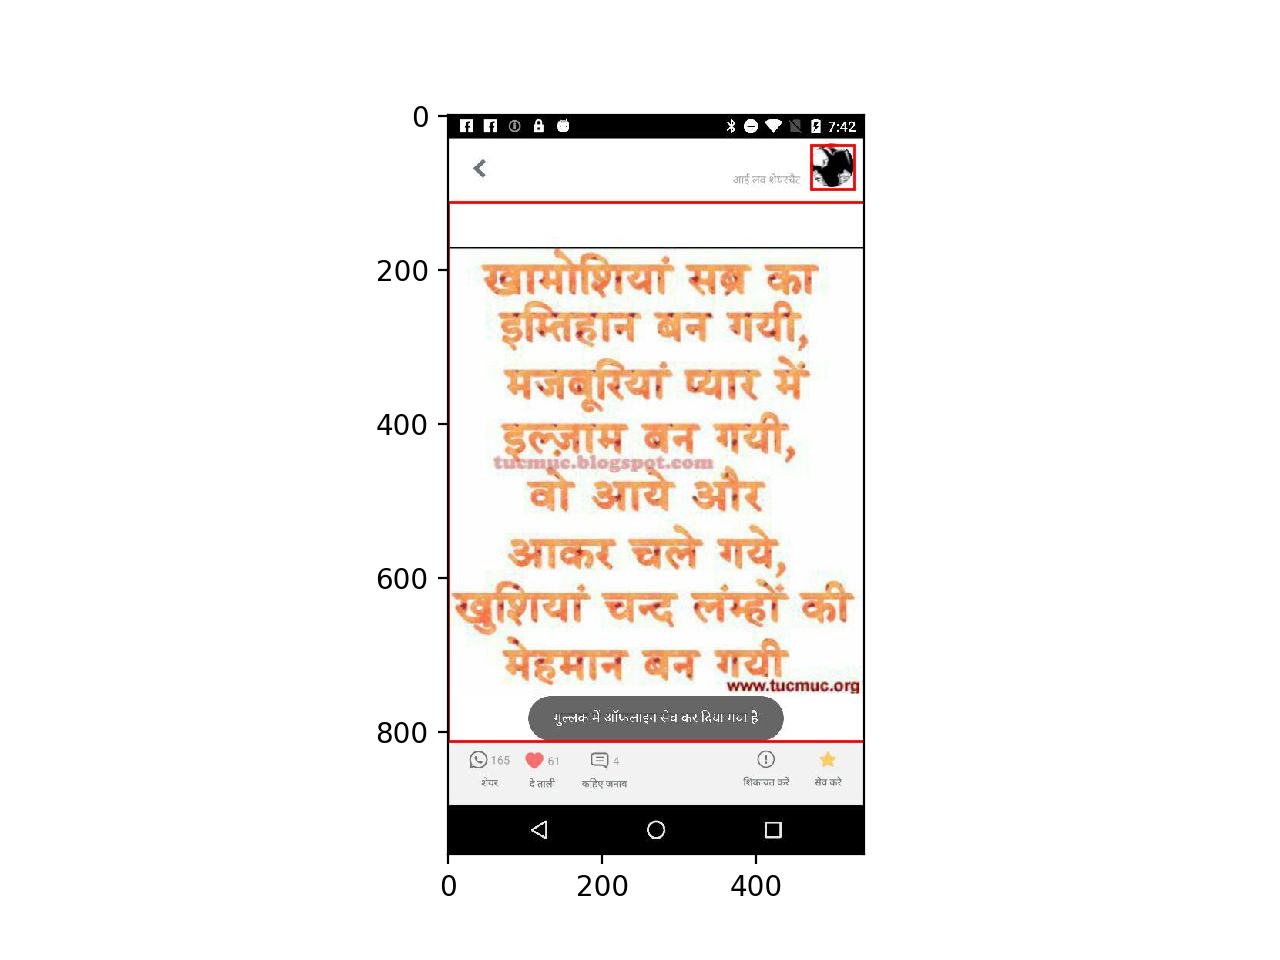 0
7:42
आई लव शेयरचैट
200
खामोशियां सब्र का
इम्तिहान बन गयी,
मजबूरियां प्यार में
400
इल्ज़ाम बन गयी,
tucmuc.blogspot.com
वो आये और
आकर चले गये,
600
खुशियां चन्द लंम्हों की
मेहमान बन गयी
www.tucmuc.org
गुल्लक में ऑफलाइन सेव कर दिया गया है
800
165 61 4
शेयर दे ताली कहिए जनाब शिकायत करें सेव करें
0 200 400